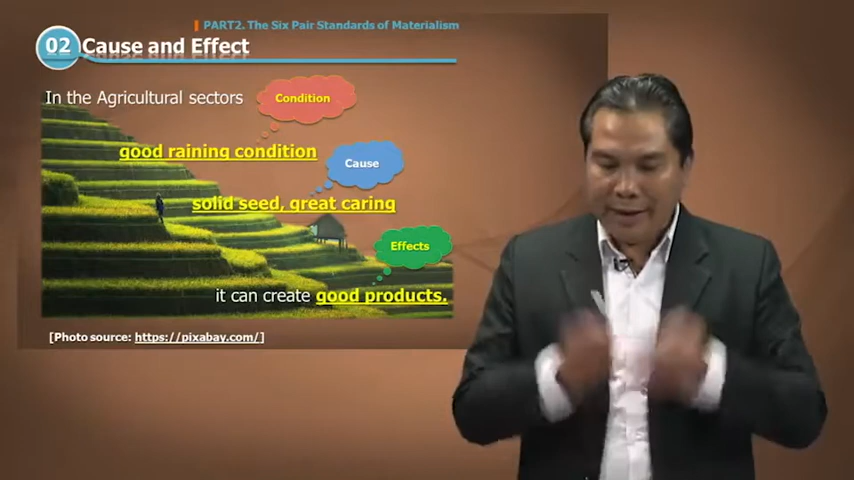 PART2. The Six Pair Standards of Materialism
02 Cause and Effect
In the Agricultural sectors
Condition
good raining condition
Cause
solid seed, great caring
Effects
it can create good products.
[Photo source: https://pixabay.com/]